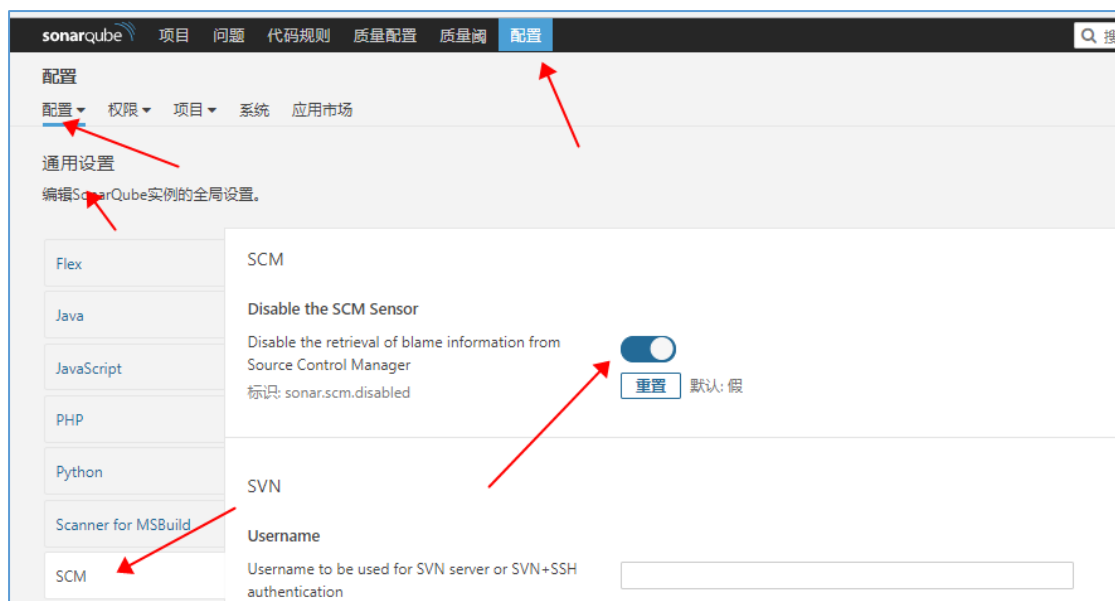 sonarqube 项目 问题 代码规则 质量配置 质量阈 配置 搜
配置
配置 权限 项目 系统 应用市场
通用设置
编辑SonarQube实例的全局设置。
Flex
Java
JavaScript
PHP
Python
Scanner for MSBuild
SCM
SCM
Disable the SCM Sensor
Disable the retrieval of blame information from
Source Control Manager
标识: sonar.scm.disabled
重置 默认: 假
SVN
Username
Username to be used for SVN server or SVN+SSH
authentication